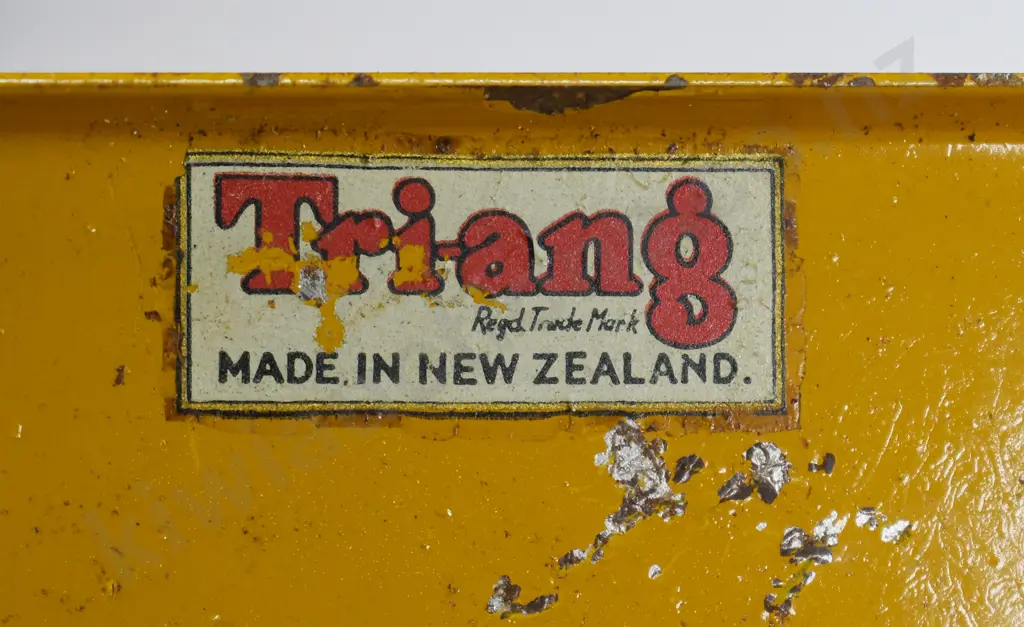 Tri-ang
Regd. Trade Mark
MADE IN NEW ZEALAND.